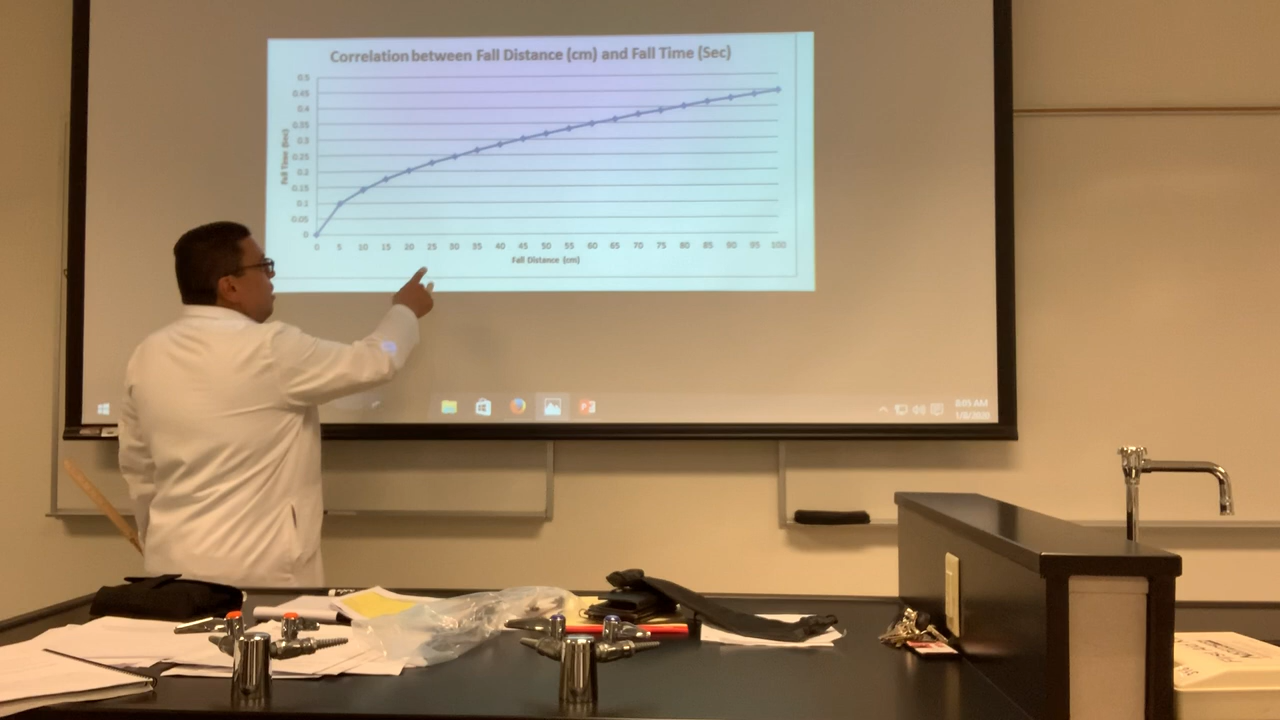 Correlation between Fall Distance (cm) and Fall Time (Sec)
Fall Time (Sec)
0.5
0.45
0.4
0.35
0.3
0.25
0.2
0.15
0.1
0.05
0
0 5 10 15 20 25 30 35 40 45 50 55 60 65 70 75 80 85 90 95 100
Fall Distance (cm)
8:05 AM